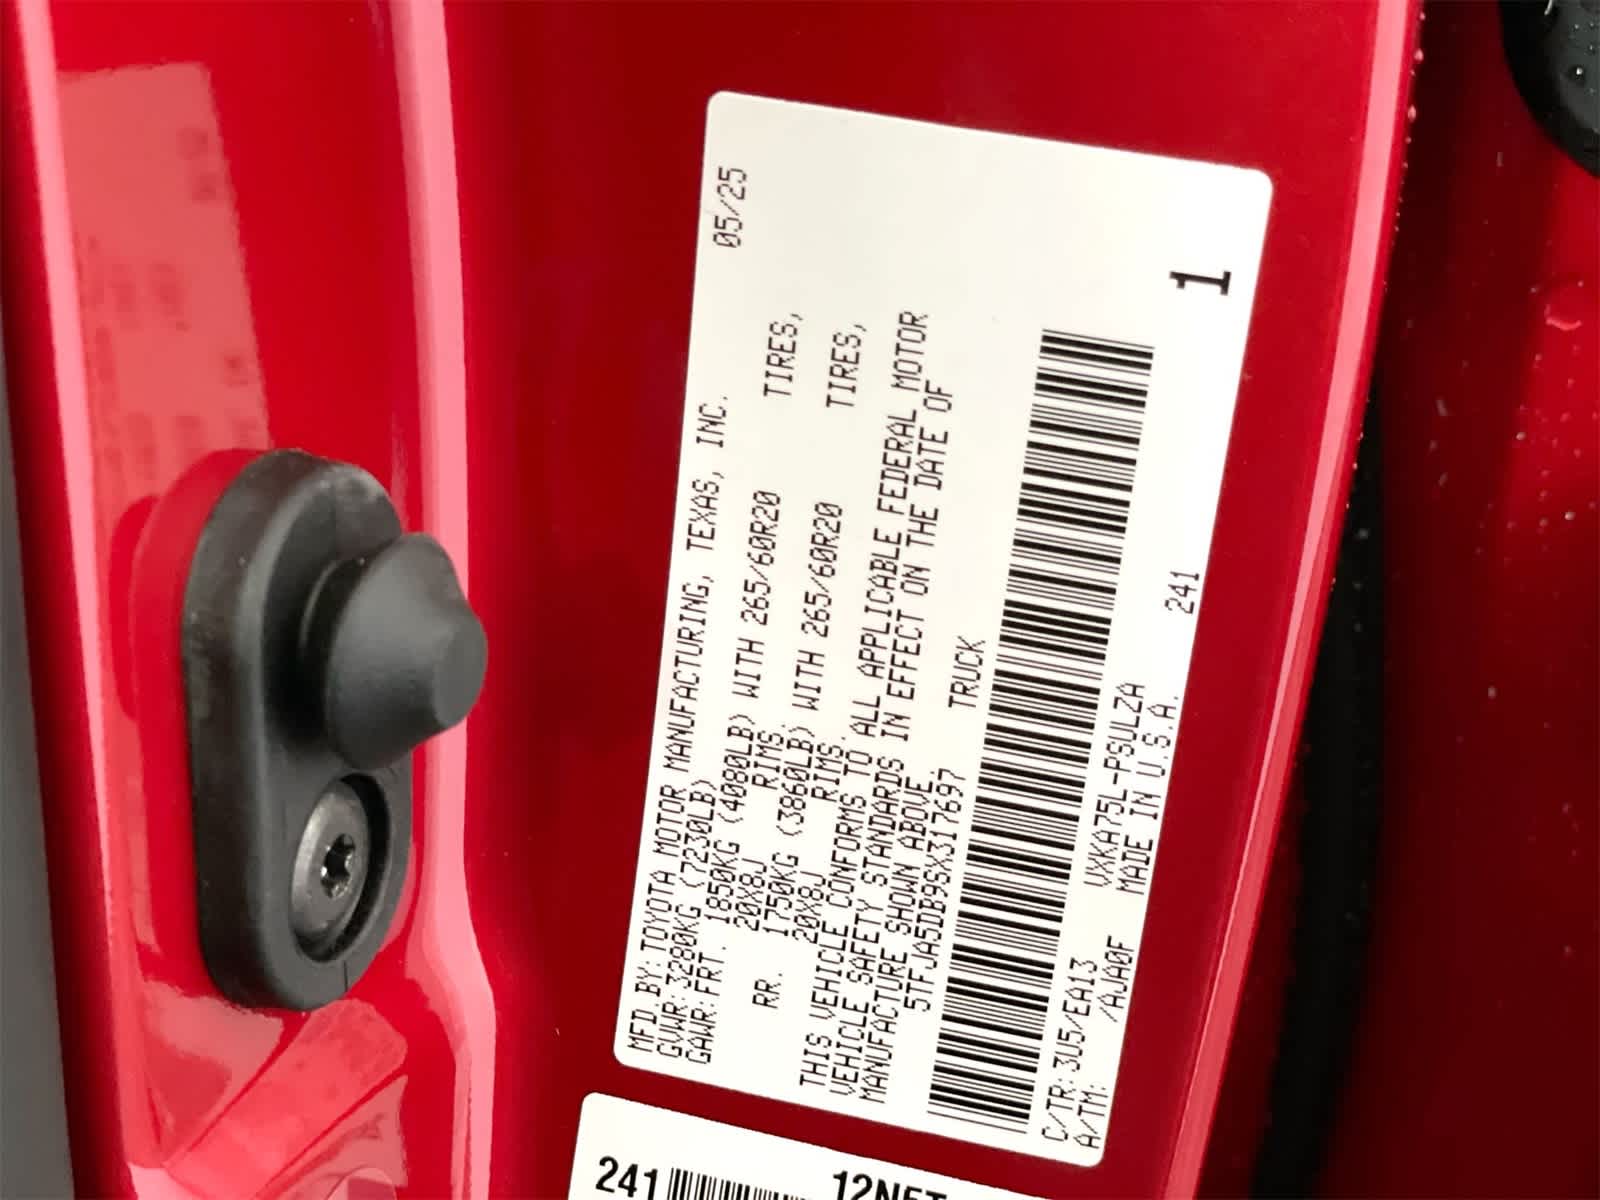 MFD.BY:TOYOTA MOTOR MANUFACTURING, TEXAS, INC. 05/25
GVWR:3280KG (7230LB)
GAWR:FRT. 1850KG (4080LB) WITH 265/60R20 TIRES,
20X8J RIMS.
RR. 1750KG (3860LB) WITH 265/60R20 TIRES,
20X8J RIMS.
THIS VEHICLE CONFORMS TO ALL APPLICABLE FEDERAL MOTOR
VEHICLE SAFETY STANDARDS IN EFFECT ON THE DATE OF
MANUFACTURE SHOWN ABOVE.
5TFJA5DB9SX317697 TRUCK
1
C/TR:3U5/EA13 VXKA75L-PSULZA 241
A/TM: /AJA0F MADE IN U.S.A.
241 12N5T